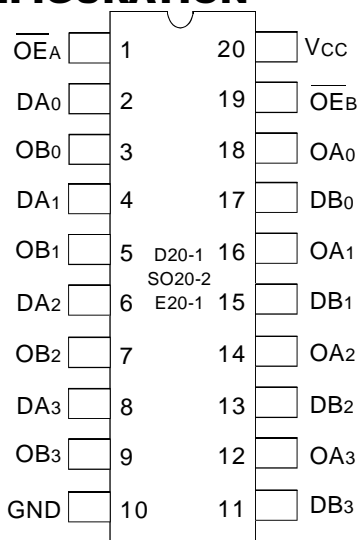 OEA 1 20 VCC
DA0 2 19 OEB
OB0 3 18 OA0
DA1 4 17 DB0
OB1 5 D20-1 16 OA1
SO20-2
DA2 6 E20-1 15 DB1
OB2 7 14 OA2
DA3 8 13 DB2
OB3 9 12 OA3
GND 10 11 DB3